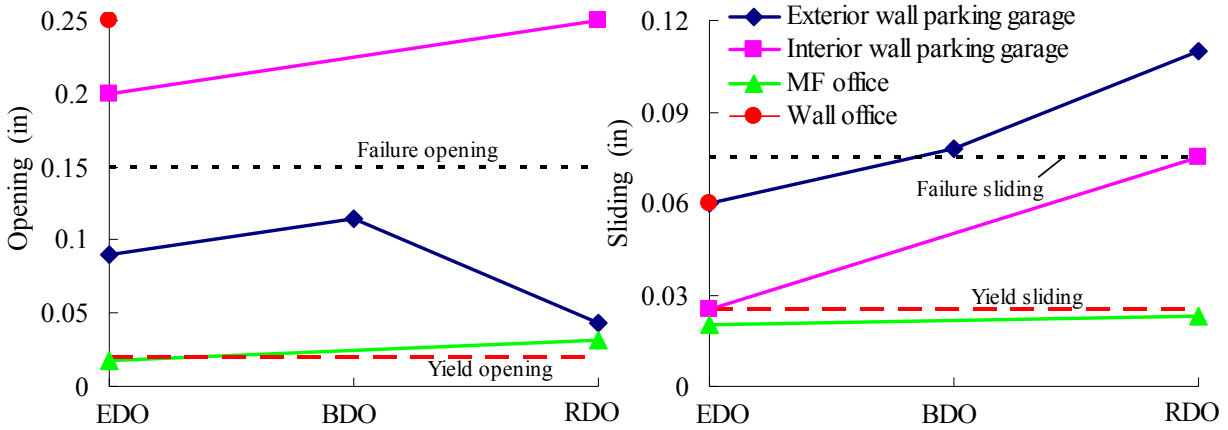 0.25
0.2
0.15
0.1
0.05
0
Opening (in)
Failure opening
Yield opening
EDO
BDO
RDO
0.12
0.09
0.06
0.03
0
Sliding (in)
Exterior wall parking garage
Interior wall parking garage
MF office
Wall office
Failure sliding
Yield sliding
EDO
BDO
RDO